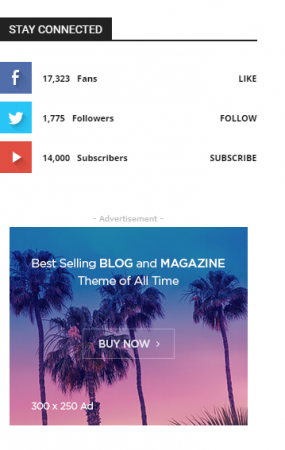 STAY CONNECTED
17,323 Fans LIKE
1,775 Followers FOLLOW
14,000 Subscribers SUBSCRIBE
- Advertisement -
Best Selling BLOG and MAGAZINE
Theme of All Time
BUY NOW >
300 x 250 Ad